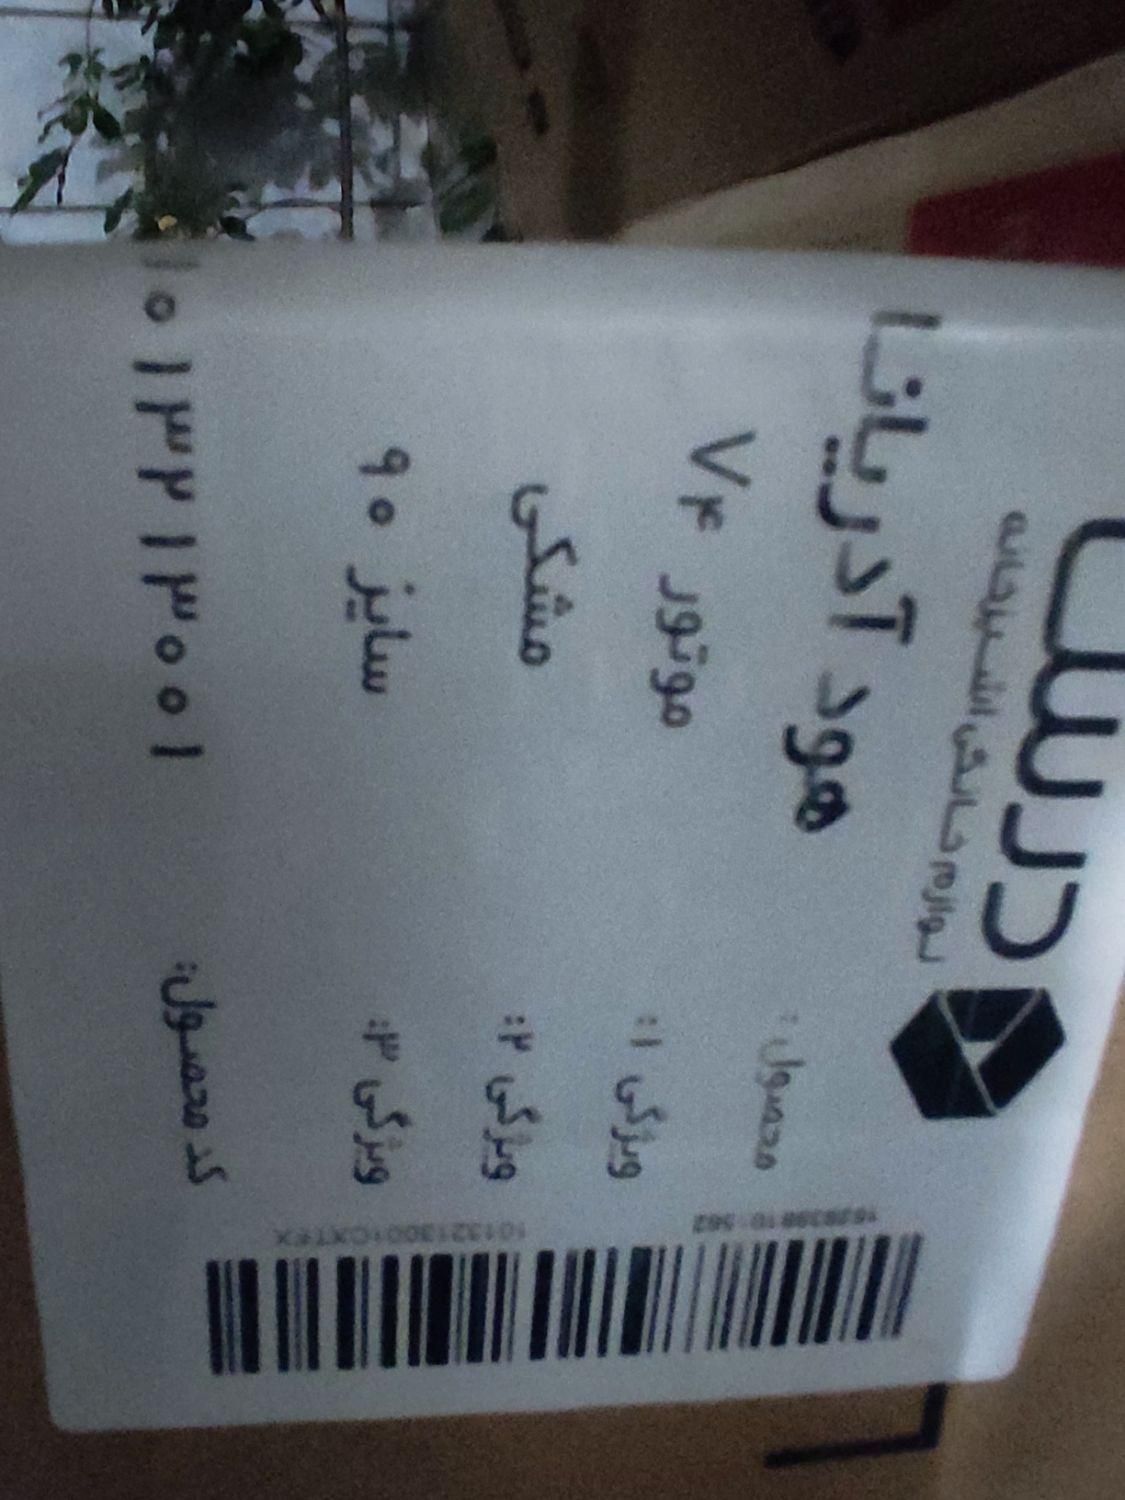 درسا
لوازم خانگی آشپزخانه
محصول: هود آدریانا
ویژگی ۱: موتور V۴
ویژگی ۲: مشکی
ویژگی ۳: سایز ۹۰
کد محصول: ۱۰۱۳۲۱۳۰۰۱